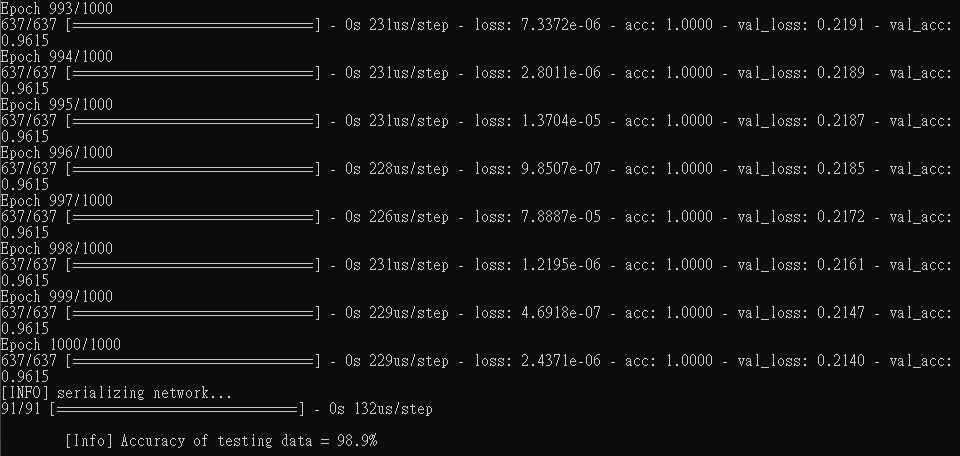 Epoch 993/1000
637/637 [==============================] - 0s 231us/step - loss: 7.3372e-06 - acc: 1.0000 - val_loss: 0.2191 - val_acc:
0.9615
Epoch 994/1000
637/637 [==============================] - 0s 231us/step - loss: 2.8011e-06 - acc: 1.0000 - val_loss: 0.2189 - val_acc:
0.9615
Epoch 995/1000
637/637 [==============================] - 0s 231us/step - loss: 1.3704e-05 - acc: 1.0000 - val_loss: 0.2187 - val_acc:
0.9615
Epoch 996/1000
637/637 [==============================] - 0s 228us/step - loss: 9.8507e-07 - acc: 1.0000 - val_loss: 0.2185 - val_acc:
0.9615
Epoch 997/1000
637/637 [==============================] - 0s 226us/step - loss: 7.8887e-05 - acc: 1.0000 - val_loss: 0.2172 - val_acc:
0.9615
Epoch 998/1000
637/637 [==============================] - 0s 231us/step - loss: 1.2195e-06 - acc: 1.0000 - val_loss: 0.2161 - val_acc:
0.9615
Epoch 999/1000
637/637 [==============================] - 0s 229us/step - loss: 4.6918e-07 - acc: 1.0000 - val_loss: 0.2147 - val_acc:
0.9615
Epoch 1000/1000
637/637 [==============================] - 0s 229us/step - loss: 2.4371e-06 - acc: 1.0000 - val_loss: 0.2140 - val_acc:
0.9615
[INFO] serializing network...
91/91 [==============================] - 0s 132us/step
[Info] Accuracy of testing data = 98.9%